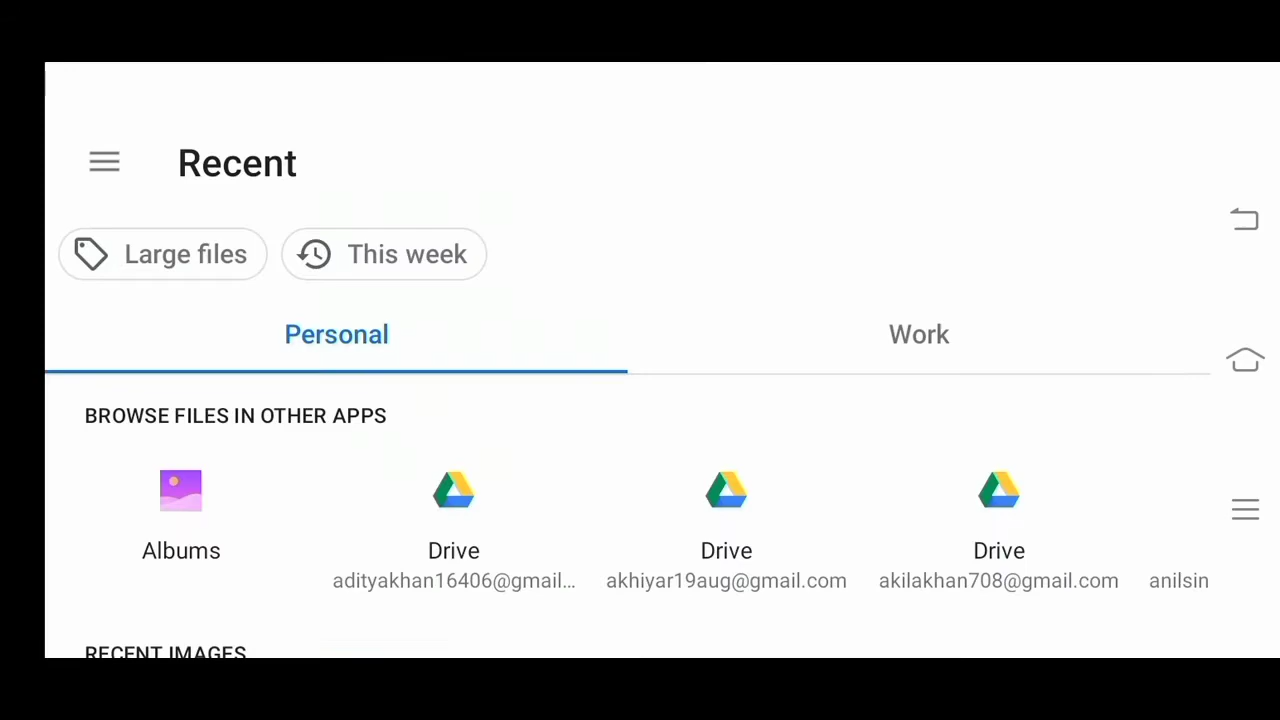 Recent
Large files
This week
Personal
Work
BROWSE FILES IN OTHER APPS
Albums
Drive
Drive
Drive
adityakhan16406@gmail...
akhiyar19aug@gmail.com
akilakhan708@gmail.com
anilsin
RECENT IMAGES